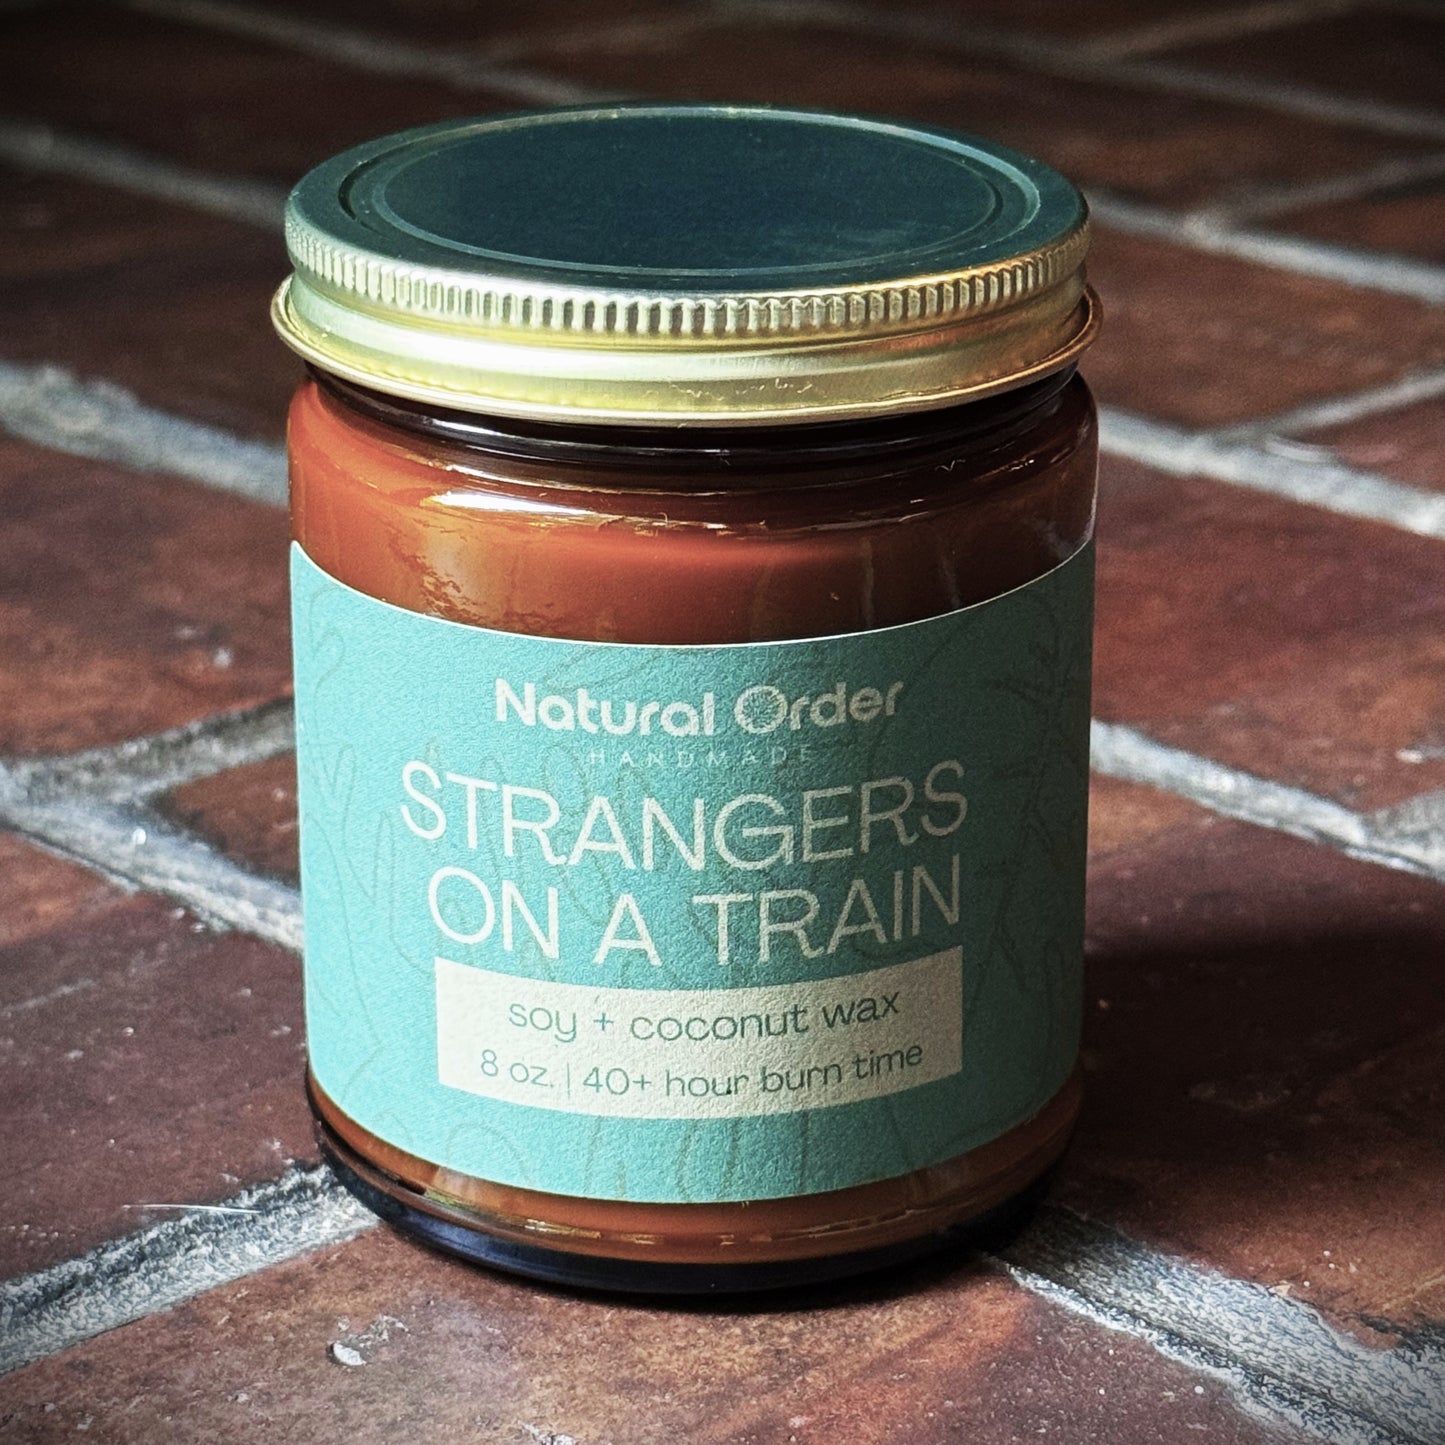 Natural Order
HANDMADE
STRANGERS
ON A TRAIN
soy + coconut wax
8 oz. | 40+ hour burn time